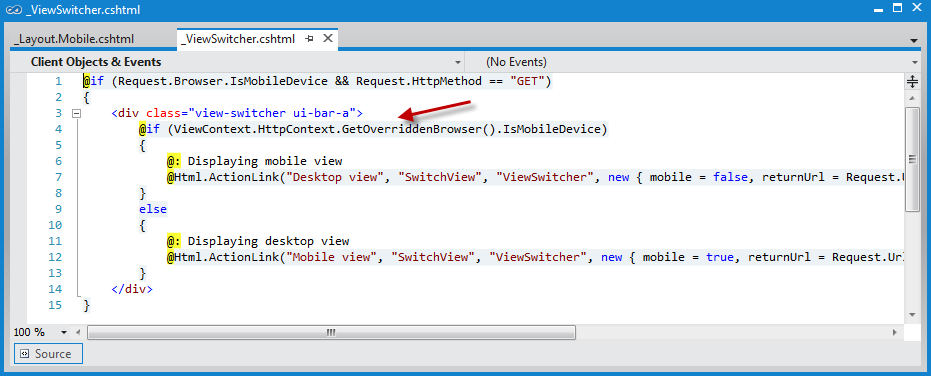 _ViewSwitcher.cshtml
_Layout.Mobile.cshtml
_ViewSwitcher.cshtml
Client Objects & Events
(No Events)
1 @if (Request.Browser.IsMobileDevice && Request.HttpMethod == "GET")
2 {
3 <div class="view-switcher ui-bar-a">
4 @if (ViewContext.HttpContext.GetOverriddenBrowser().IsMobileDevice)
5 {
6 @: Displaying mobile view
7 @Html.ActionLink("Desktop view", "SwitchView", "ViewSwitcher", new { mobile = false, returnUrl = Request.U
8 }
9 else
10 {
11 @: Displaying desktop view
12 @Html.ActionLink("Mobile view", "SwitchView", "ViewSwitcher", new { mobile = true, returnUrl = Request.Url
13 }
14 </div>
15 }
100 %
Source